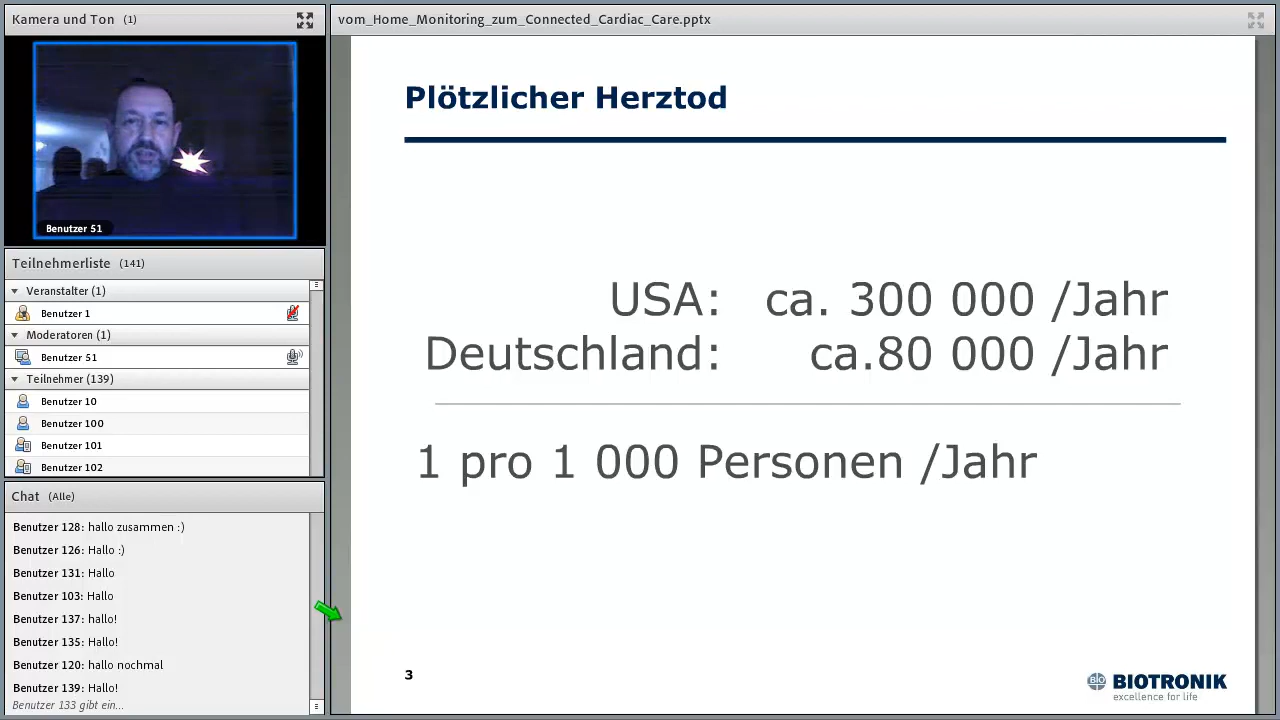 Kamera und Ton (1)
Benutzer 51
Teilnehmerliste (141)
Veranstalter (1)
Benutzer 1
Moderatoren (1)
Benutzer 51
Teilnehmer (139)
Benutzer 10
Benutzer 100
Benutzer 101
Benutzer 102
Chat (Alle)
Benutzer 128: hallo zusammen :)
Benutzer 126: Hallo :)
Benutzer 131: Hallo
Benutzer 103: Hallo
Benutzer 137: hallo!
Benutzer 135: Hallo!
Benutzer 120: hallo nochmal
Benutzer 139: Hallo!
Benutzer 133 gibt ein...
vom_Home_Monitoring_zum_Connected_Cardiac_Care.pptx
Plötzlicher Herztod
USA: ca. 300 000 /Jahr
Deutschland: ca.80 000 /Jahr
1 pro 1 000 Personen /Jahr
3
BIO BIOTRONIK
excellence for life